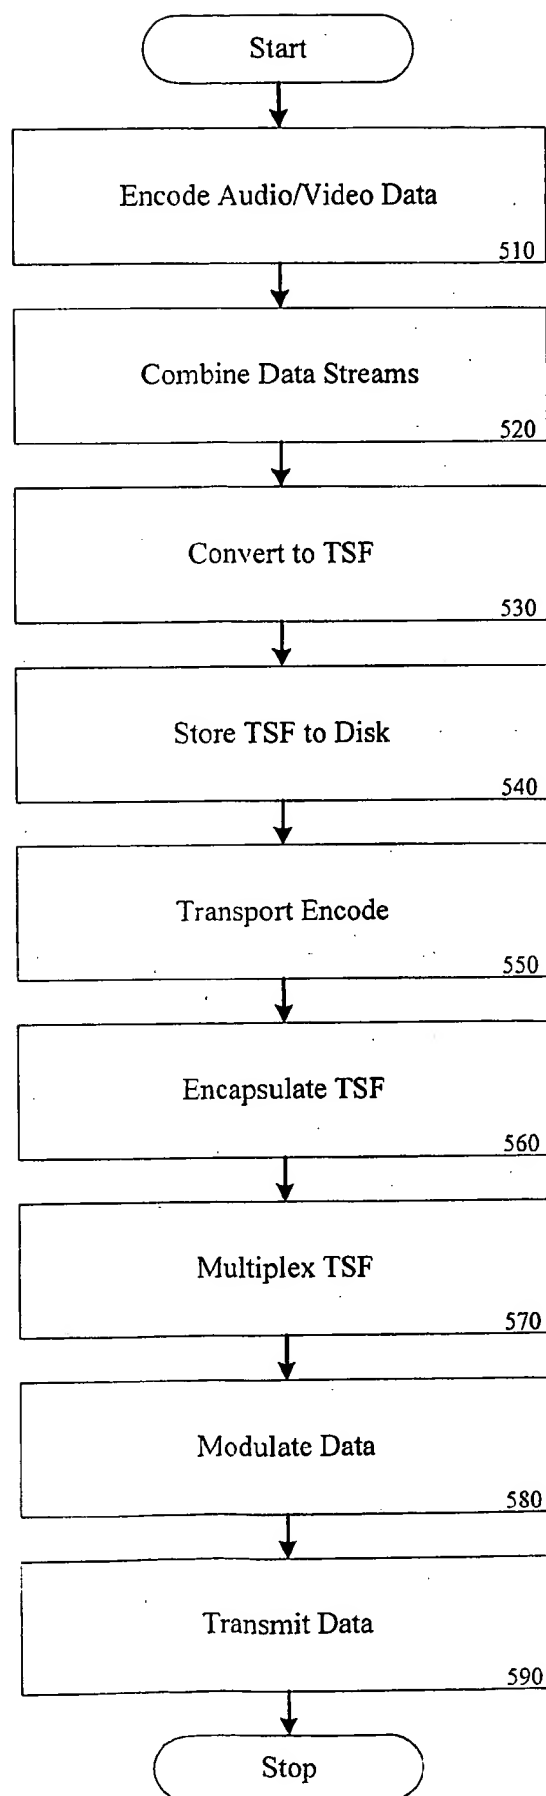 Start
Encode Audio/Video Data
510
Combine Data Streams
520
Convert to TSF
530
Store TSF to Disk
540
Transport Encode
550
Encapsulate TSF
560
Multiplex TSF
570
Modulate Data
580
Transmit Data
590
Stop